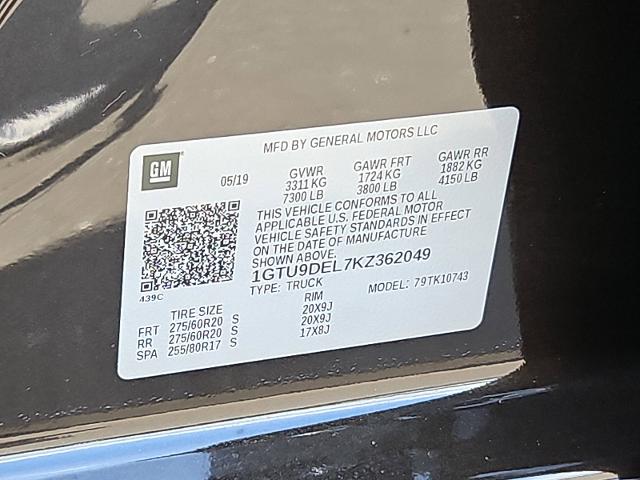 MFD BY GENERAL MOTORS LLC
GM
05/19
GVWR
3311 KG
7300 LB
GAWR FRT
1724 KG
3800 LB
GAWR RR
1882 KG
4150 LB
THIS VEHICLE CONFORMS TO ALL
APPLICABLE U.S. FEDERAL MOTOR
VEHICLE SAFETY STANDARDS IN EFFECT
ON THE DATE OF MANUFACTURE
SHOWN ABOVE.
1GTU9DEL7KZ362049
TYPE: TRUCK
MODEL: 79TK10743
439C
TIRE SIZE RIM
FRT 275/60R20 S 20X9J
RR 275/60R20 S 20X9J
SPA 255/80R17 S 17X8J